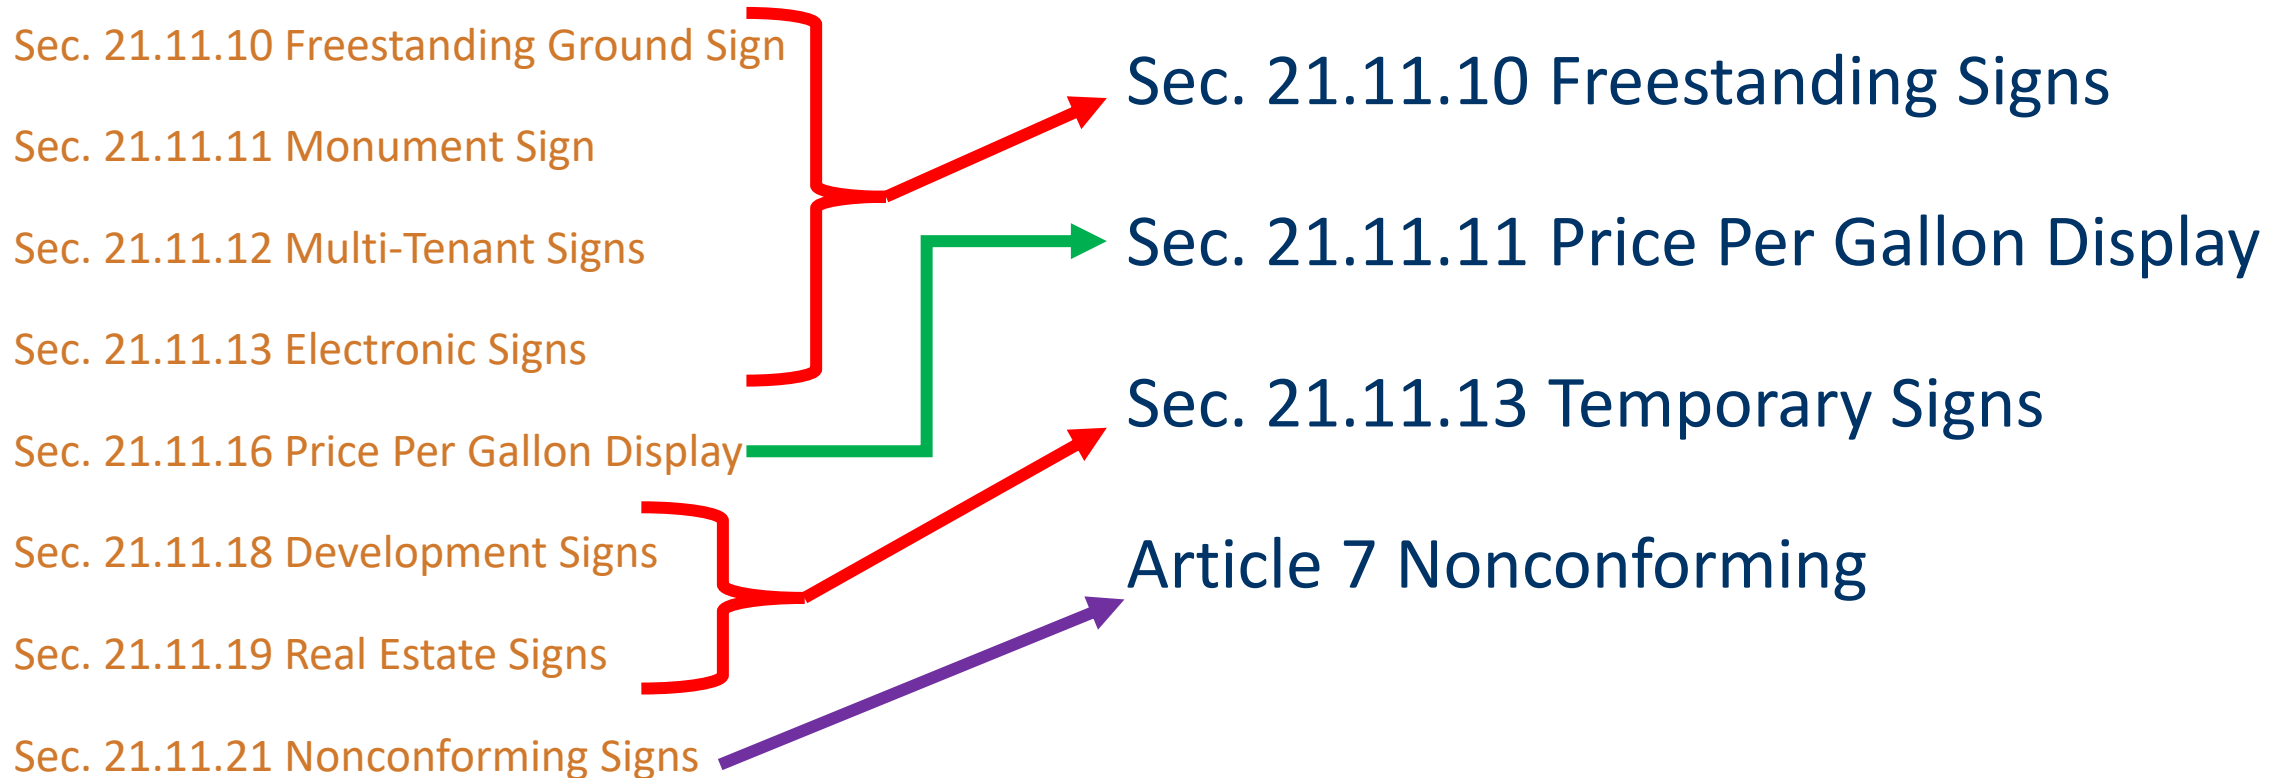 Sec. 21.11.10 Freestanding Ground Sign
Sec. 21.11.11 Monument Sign
Sec. 21.11.12 Multi-Tenant Signs
Sec. 21.11.13 Electronic Signs
Sec. 21.11.16 Price Per Gallon Display
Sec. 21.11.18 Development Signs
Sec. 21.11.19 Real Estate Signs
Sec. 21.11.21 Nonconforming Signs
Sec. 21.11.10 Freestanding Signs
Sec. 21.11.11 Price Per Gallon Display
Sec. 21.11.13 Temporary Signs
Article 7 Nonconforming